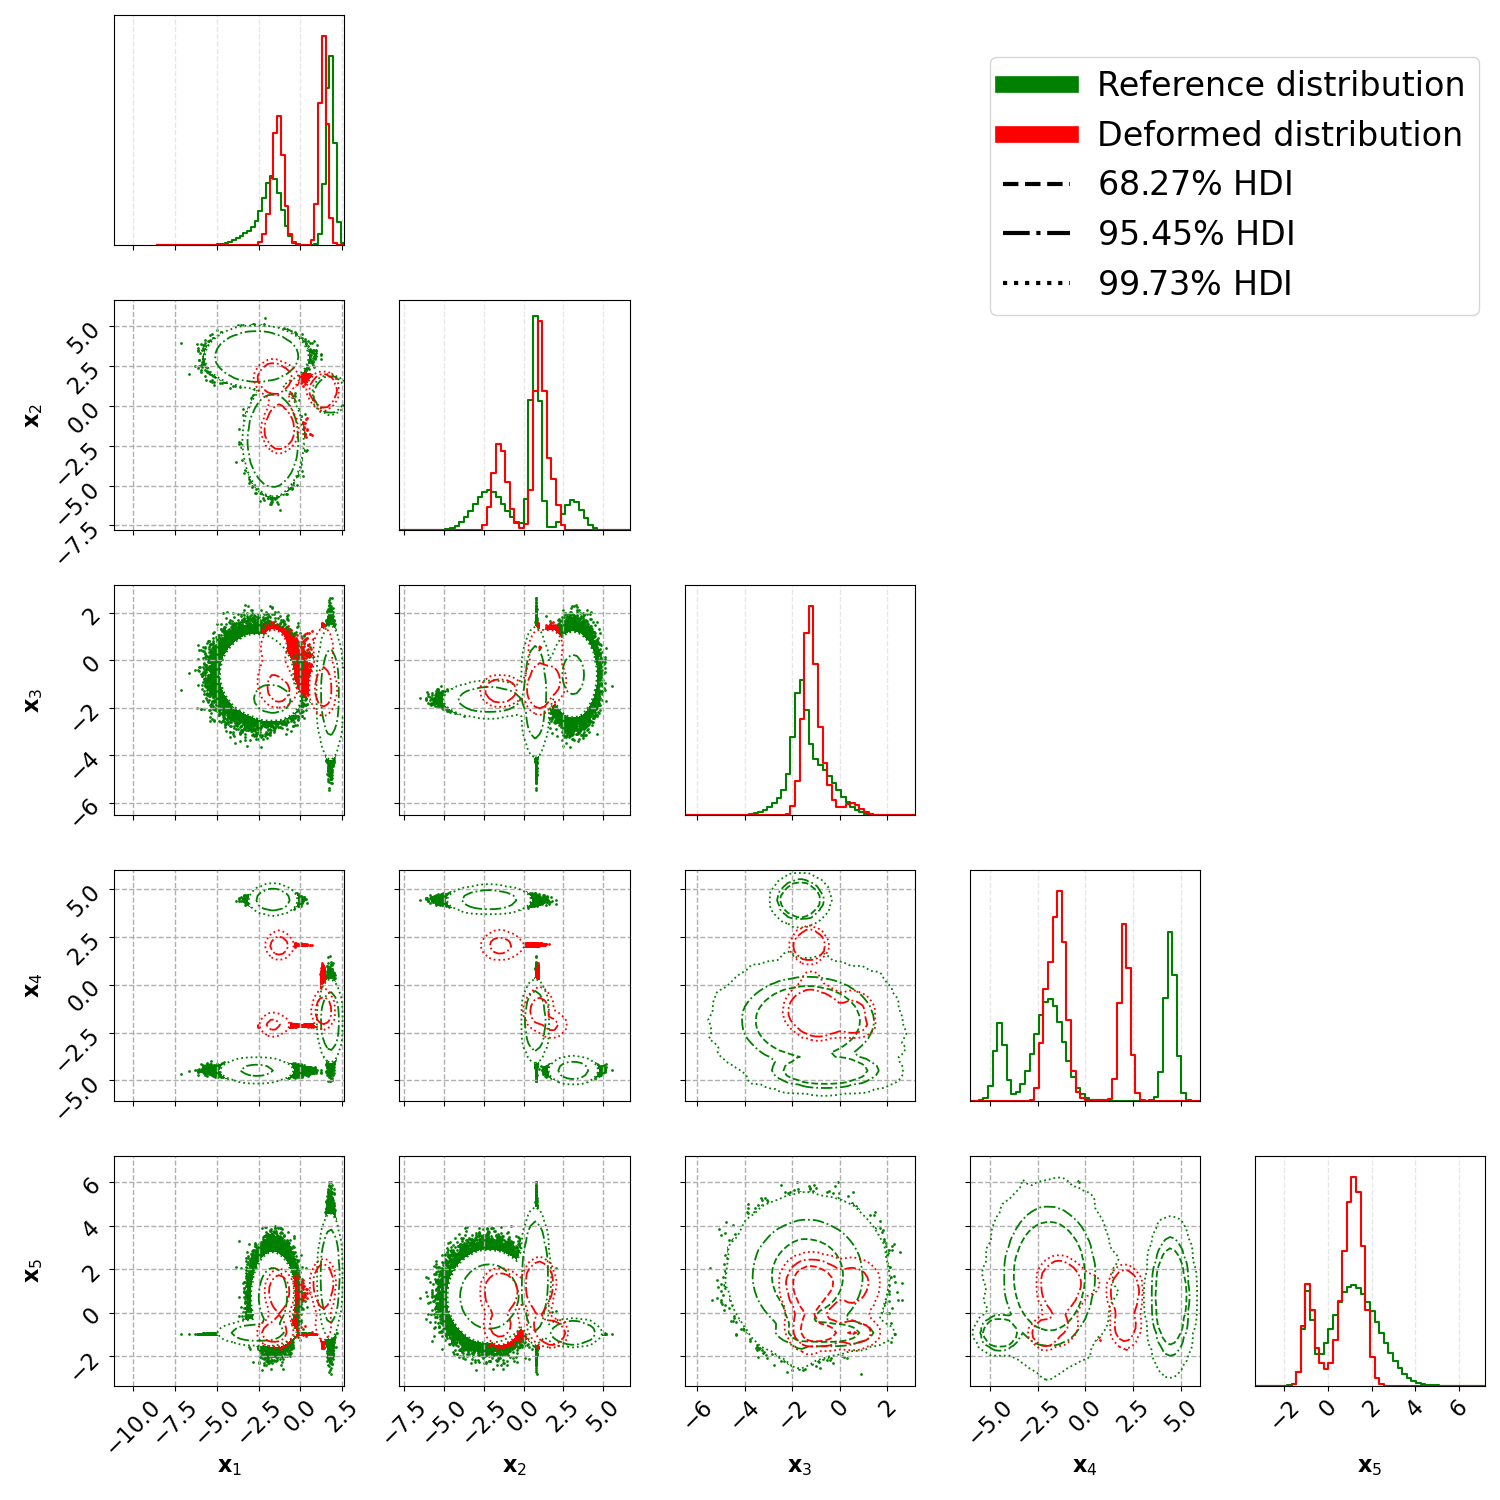 Reference distribution
Deformed distribution
68.27% HDI
95.45% HDI
99.73% HDI
5.0
2.5
0.0
−2.5
−5.0
−7.5
x₂
2
0
−2
−4
−6
x₃
5.0
2.5
0.0
−2.5
−5.0
x₄
6
4
2
0
−2
x₅
−10.0 −7.5 −5.0 −2.5 0.0 2.5
−7.5 −5.0 −2.5 0.0 2.5 5.0
−6 −4 −2 0 2
−5.0 −2.5 0.0 2.5 5.0
−2 0 2 4 6
x₁ x₂ x₃ x₄ x₅